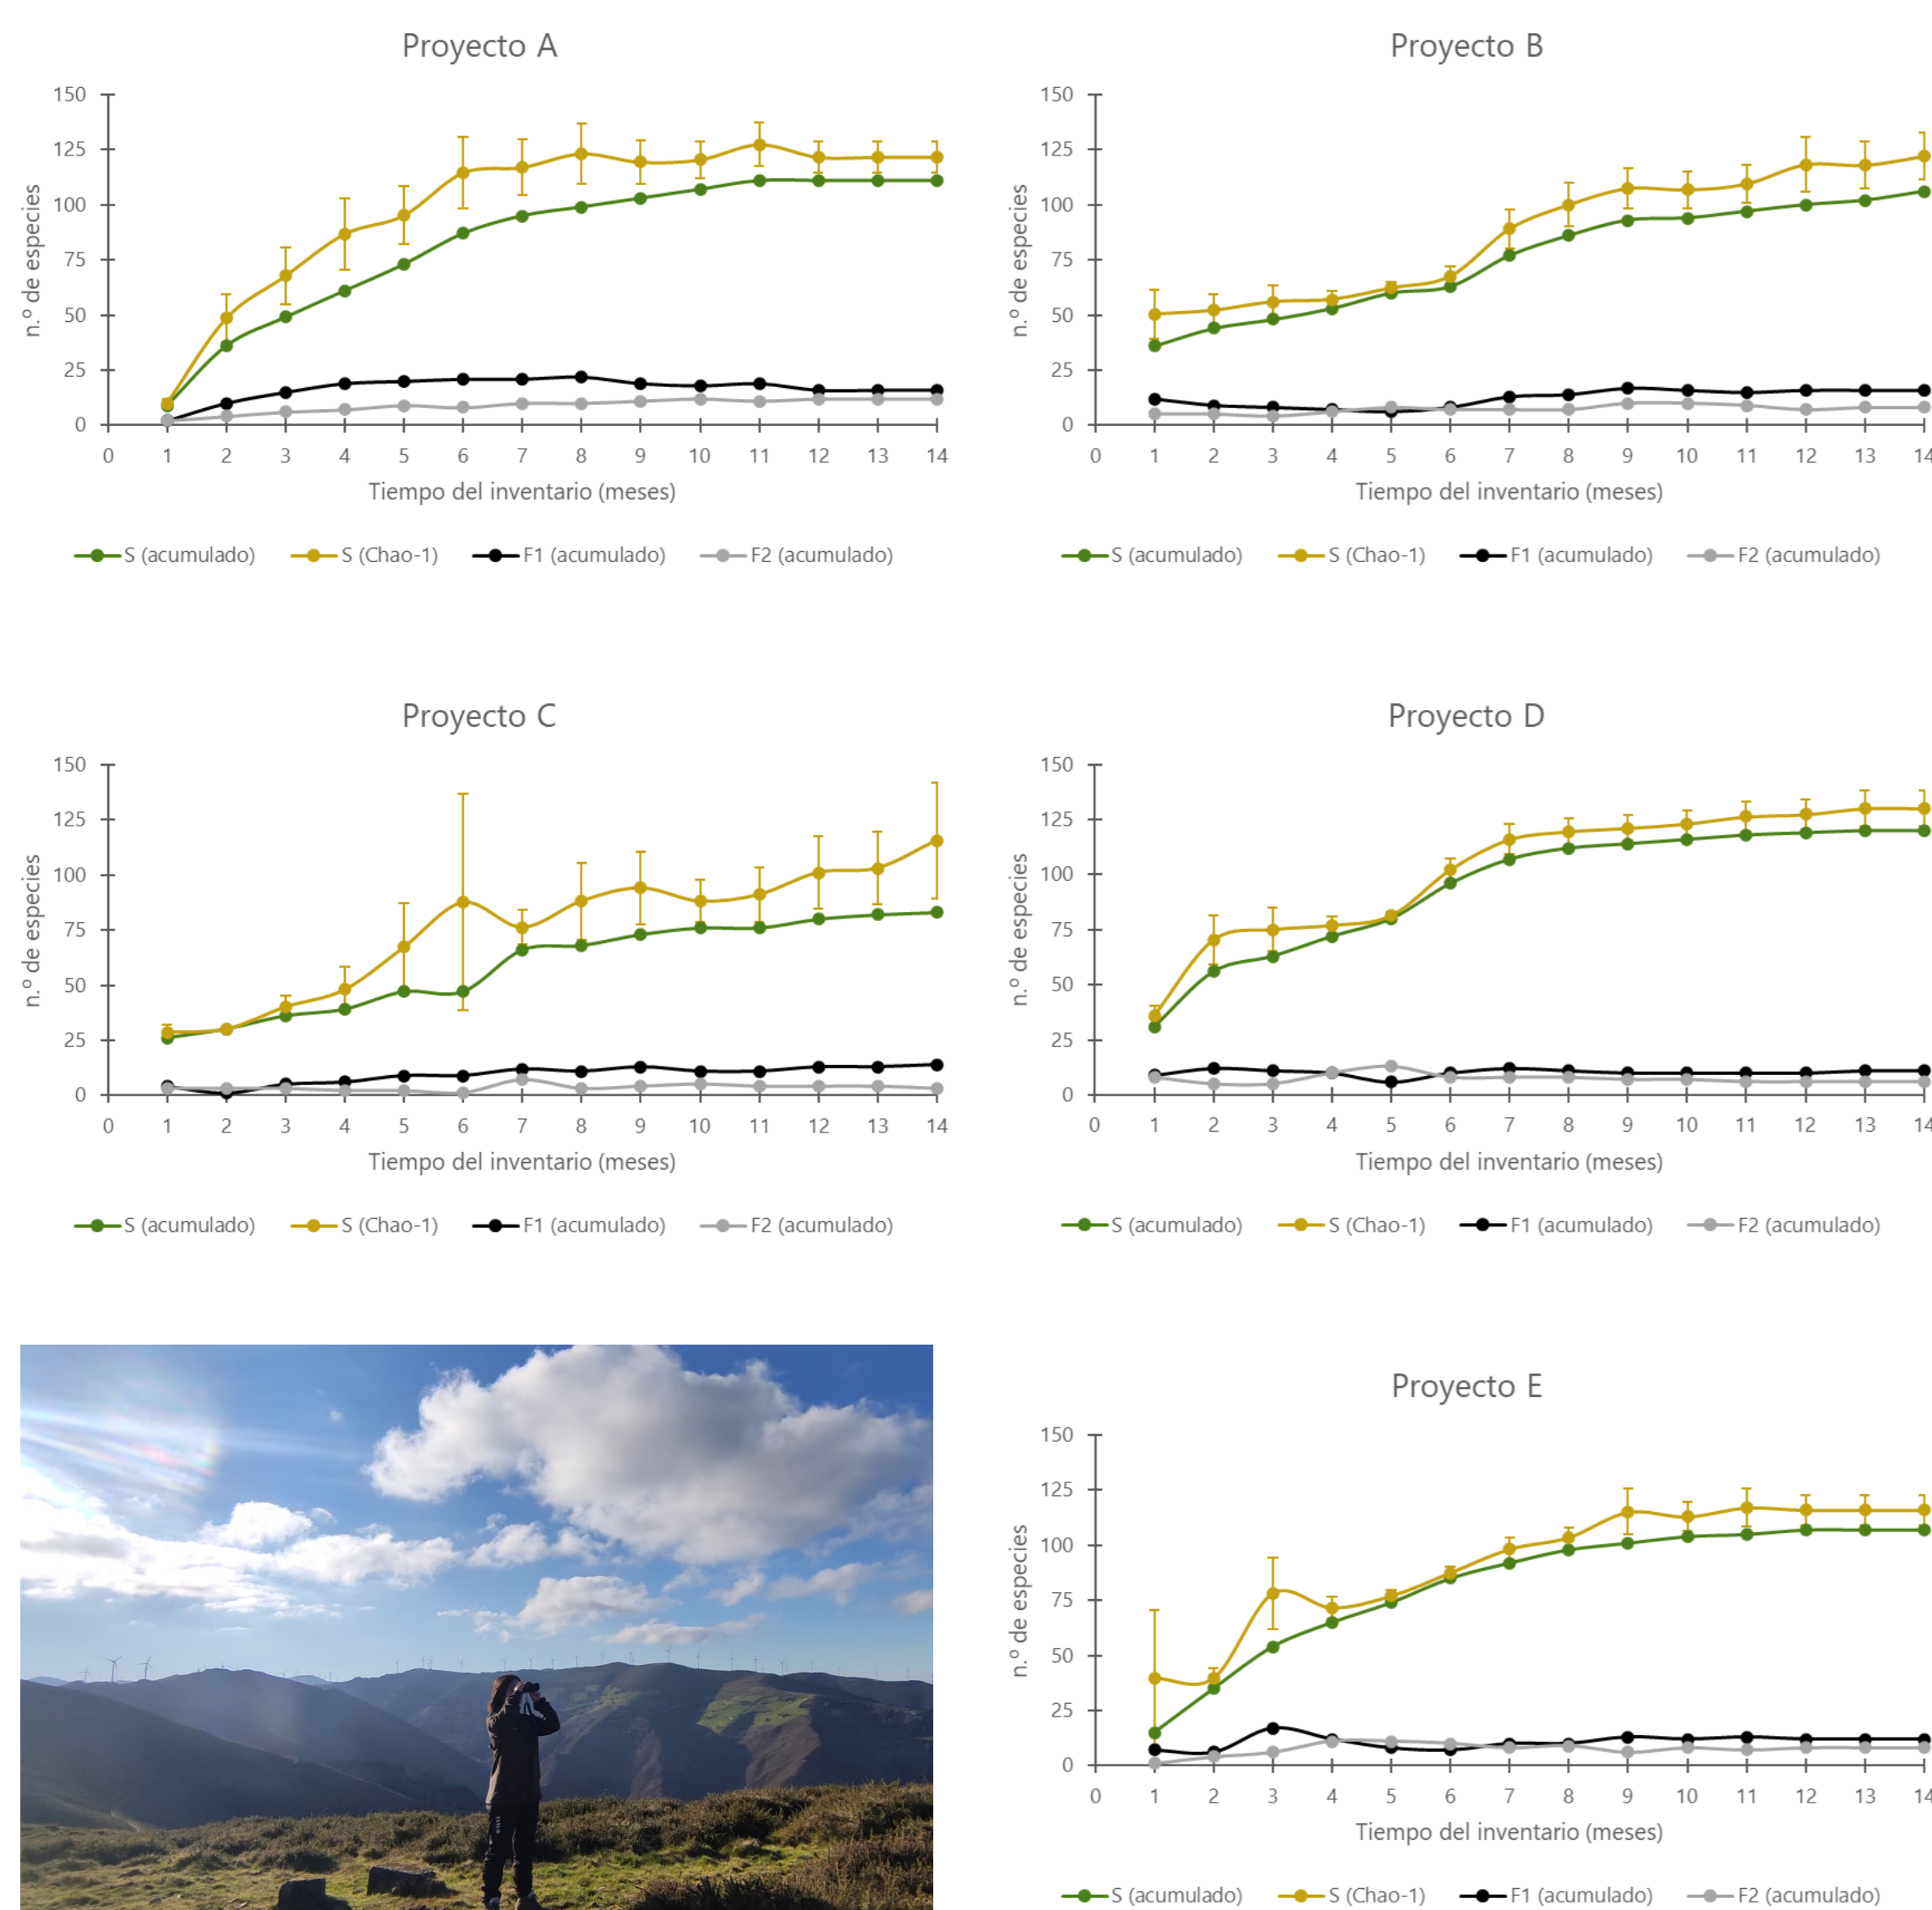 Proyecto A
150
125
100
75
50
25
0
n.º de especies
0 1 2 3 4 5 6 7 8 9 10 11 12 13 14
Tiempo del inventario (meses)
S (acumulado) S (Chao-1) F1 (acumulado) F2 (acumulado)
Proyecto B
150
125
100
75
50
25
0
n.º de especies
0 1 2 3 4 5 6 7 8 9 10 11 12 13 14
Tiempo del inventario (meses)
S (acumulado) S (Chao-1) F1 (acumulado) F2 (acumulado)
Proyecto C
150
125
100
75
50
25
0
n.º de especies
0 1 2 3 4 5 6 7 8 9 10 11 12 13 14
Tiempo del inventario (meses)
S (acumulado) S (Chao-1) F1 (acumulado) F2 (acumulado)
Proyecto D
150
125
100
75
50
25
0
n.º de especies
0 1 2 3 4 5 6 7 8 9 10 11 12 13 14
Tiempo del inventario (meses)
S (acumulado) S (Chao-1) F1 (acumulado) F2 (acumulado)
Proyecto E
150
125
100
75
50
25
0
n.º de especies
0 1 2 3 4 5 6 7 8 9 10 11 12 13 14
Tiempo del inventario (meses)
S (acumulado) S (Chao-1) F1 (acumulado) F2 (acumulado)